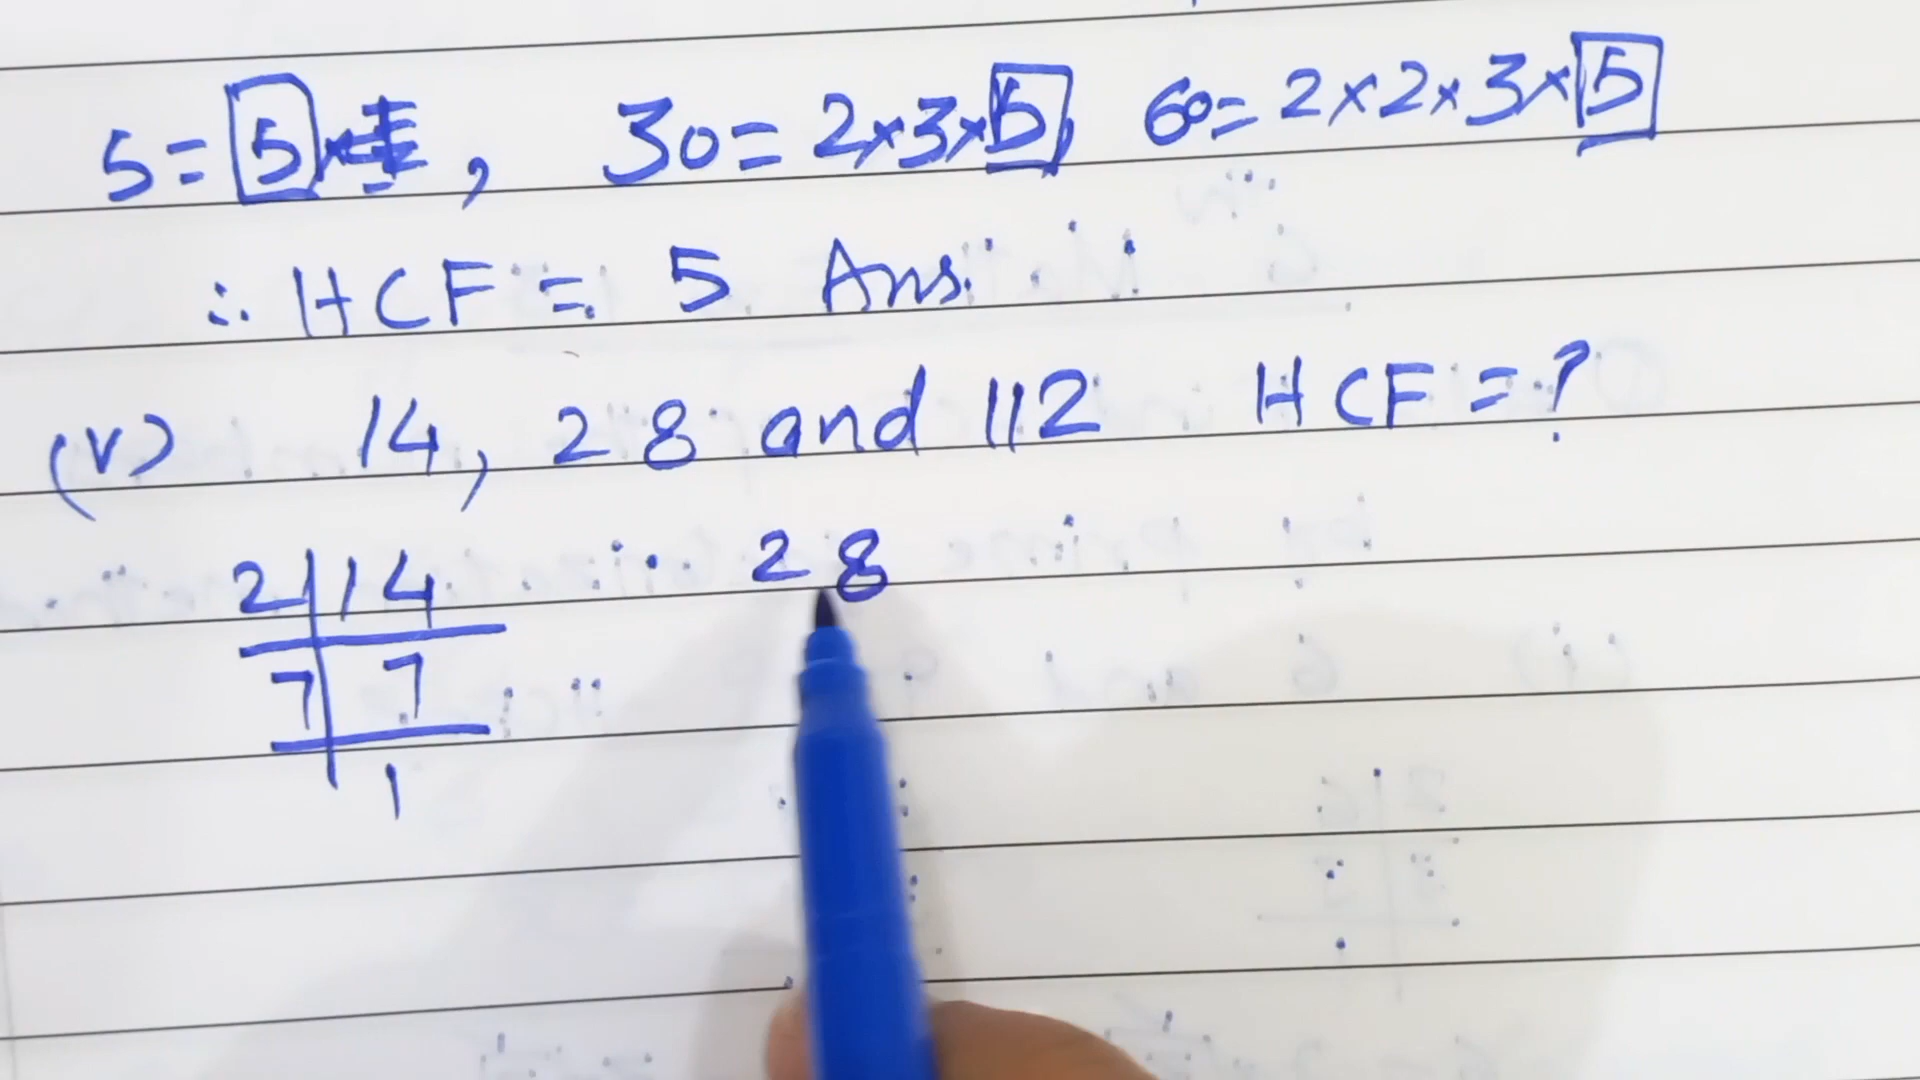 5 = 5 , 30 = 2×3×5, 60 = 2×2×3×5
∴ HCF = 5 Ans.
(V) 14, 28 and 112 HCF = ?
2 | 14 28
7 | 7
1